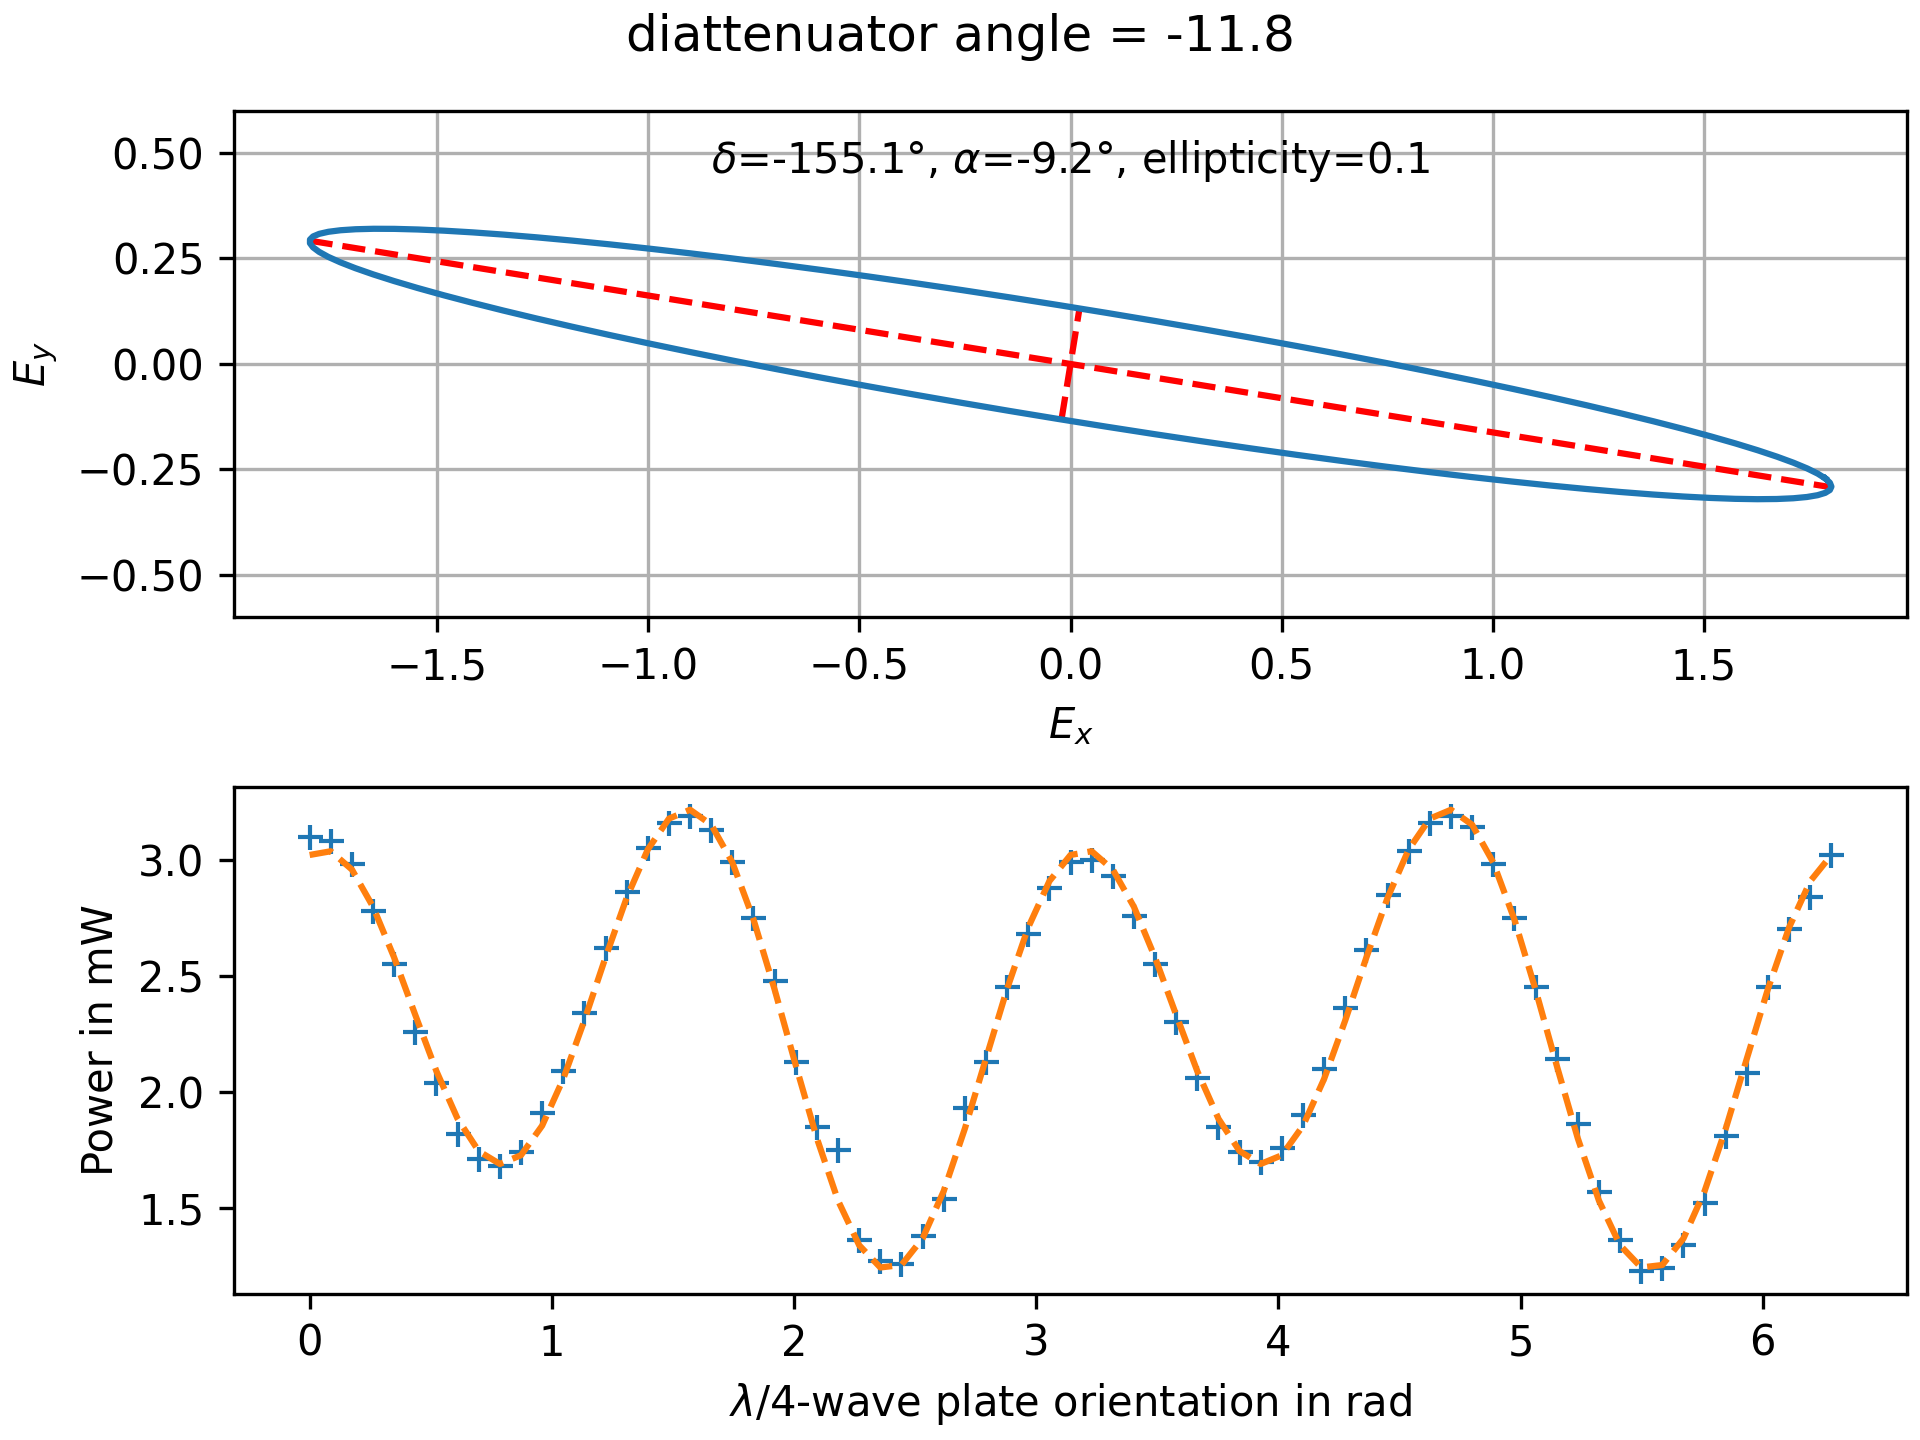 diattenuator angle = -11.8
δ=-155.1°, α=-9.2°, ellipticity=0.1
0.50
0.25
0.00
−0.25
−0.50
E_y
−1.5 −1.0 −0.5 0.0 0.5 1.0 1.5
E_x
3.0
2.5
2.0
1.5
Power in mW
0 1 2 3 4 5 6
λ/4-wave plate orientation in rad